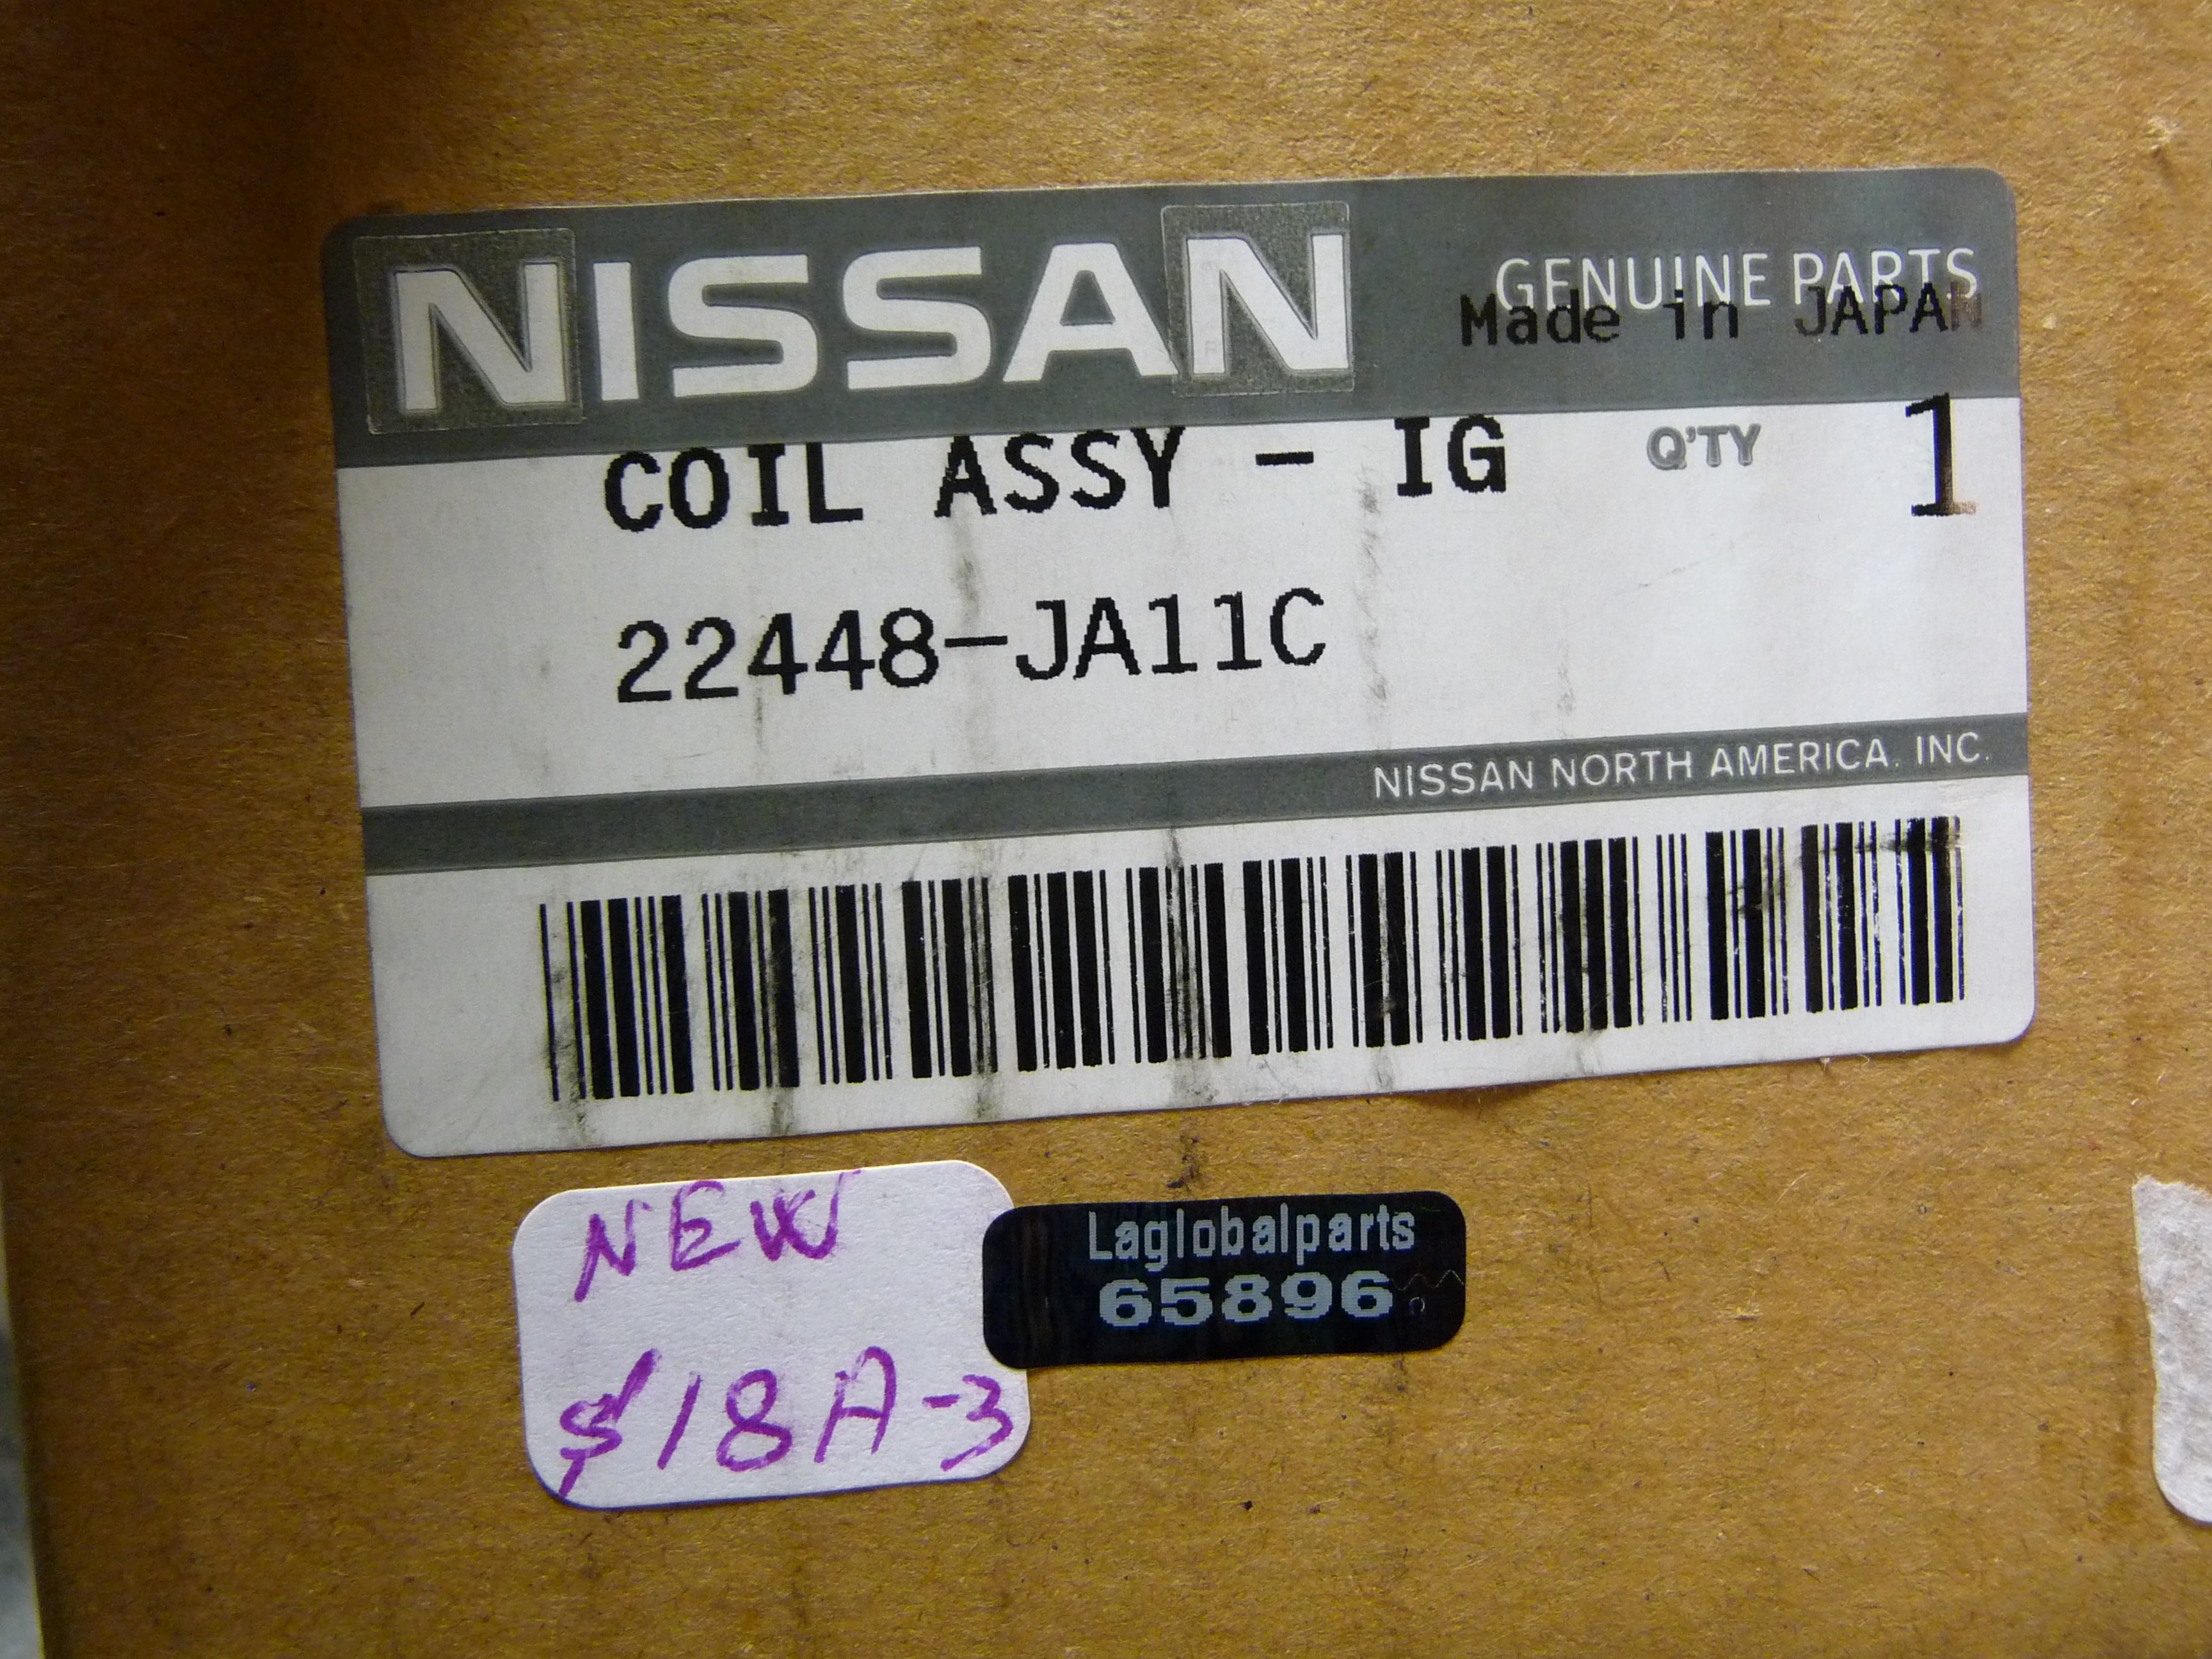 NISSAN
GENUINE PARTS
Made in JAPAN
COIL ASSY - IG Q'TY 1
22448-JA11C
NISSAN NORTH AMERICA, INC.
NEW
$18A-3
Laglobalparts
65896